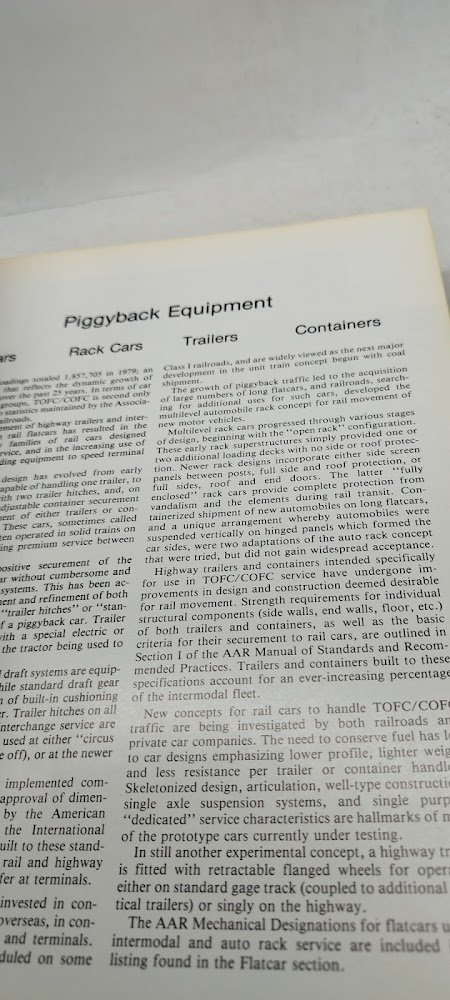 Piggyback Equipment
ars Rack Cars Trailers Containers
oadings totaled 1,857,705 in 1979; an
that reflects the dynamic growth of
over the past 25 years. In terms of car
groups, TOFC/COFC is second only
statistics maintained by the Associa-
ailroads.
ement of highway trailers and inter-
rail flatcars has resulted in the
families of rail cars designed
rvice, and in the increasing use of
ding equipment to speed terminal
design has evolved from early
apable of handling one trailer, to
ith two trailer hitches, and, on
adjustable container securement
ment of either trailers or con-
These cars, sometimes called
en operated in solid trains on
ing premium service between
positive securement of the
ar without cumbersome and
systems. This has been ac-
ment and refinement of both
"trailer hitches" or "stan-
of a piggyback car. Trailer
with a special electric or
the tractor being used to
l draft systems are equip-
hile standard draft gear
n of built-in cushioning
er. Trailer hitches on all
interchange service are
used at either "circus
e off), or at the newer
implemented com-
approval of dimen-
by the American
the International
uilt to these stand-
rail and highway
fer at terminals.
invested in con-
overseas, in con-
and terminals.
duled on some
Class I railroads, and are widely viewed as the next major
development in the unit train concept begun with coal
shipment.
The growth of piggyback traffic led to the acquisition
of large numbers of long flatcars, and railroads, search-
ing for additional uses for such cars, developed the
multilevel automobile rack concept for rail movement of
new motor vehicles.
Multilevel rack cars progressed through various stages
of design, beginning with the "open rack" configuration.
These early rack superstructures simply provided one or
two additional loading decks with no side or roof protec-
tion. Newer rack designs incorporate either side screen
panels between posts, full side and roof protection, or
full sides, roof and end doors. The latter "fully
enclosed" rack cars provide complete protection from
vandalism and the elements during rail transit. Con-
tainerized shipment of new automobiles on long flatcars,
and a unique arrangement whereby automobiles were
suspended vertically on hinged panels which formed the
car sides, were two adaptations of the auto rack concept
that were tried, but did not gain widespread acceptance.
Highway trailers and containers intended specifically
for use in TOFC/COFC service have undergone im-
provements in design and construction deemed desirable
for rail movement. Strength requirements for individual
structural components (side walls, end walls, floor, etc.)
of both trailers and containers, as well as the basic
criteria for their securement to rail cars, are outlined in
Section I of the AAR Manual of Standards and Recom-
mended Practices. Trailers and containers built to these
specifications account for an ever-increasing percentage
of the intermodal fleet.
New concepts for rail cars to handle TOFC/COFC
traffic are being investigated by both railroads an
private car companies. The need to conserve fuel has l
to car designs emphasizing lower profile, lighter weig
and less resistance per trailer or container handle
Skeletonized design, articulation, well-type constructi
single axle suspension systems, and single purp
"dedicated" service characteristics are hallmarks of m
of the prototype cars currently under testing.
In still another experimental concept, a highway tr
is fitted with retractable flanged wheels for opera
either on standard gage track (coupled to additional
tical trailers) or singly on the highway.
The AAR Mechanical Designations for flatcars u
intermodal and auto rack service are included
listing found in the Flatcar section.